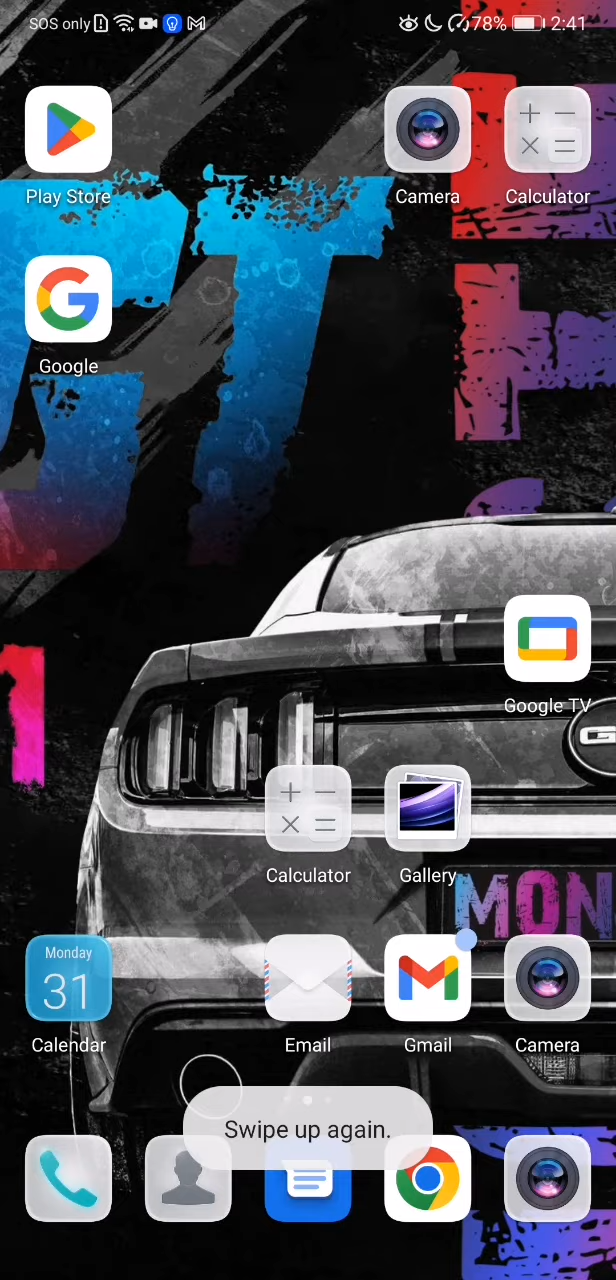 SOS only 78% 2:41
Play Store
Camera
Calculator
Google
Google TV
Calculator
Gallery
MON
Monday
31
Calendar
Email
Gmail
Camera
Swipe up again.